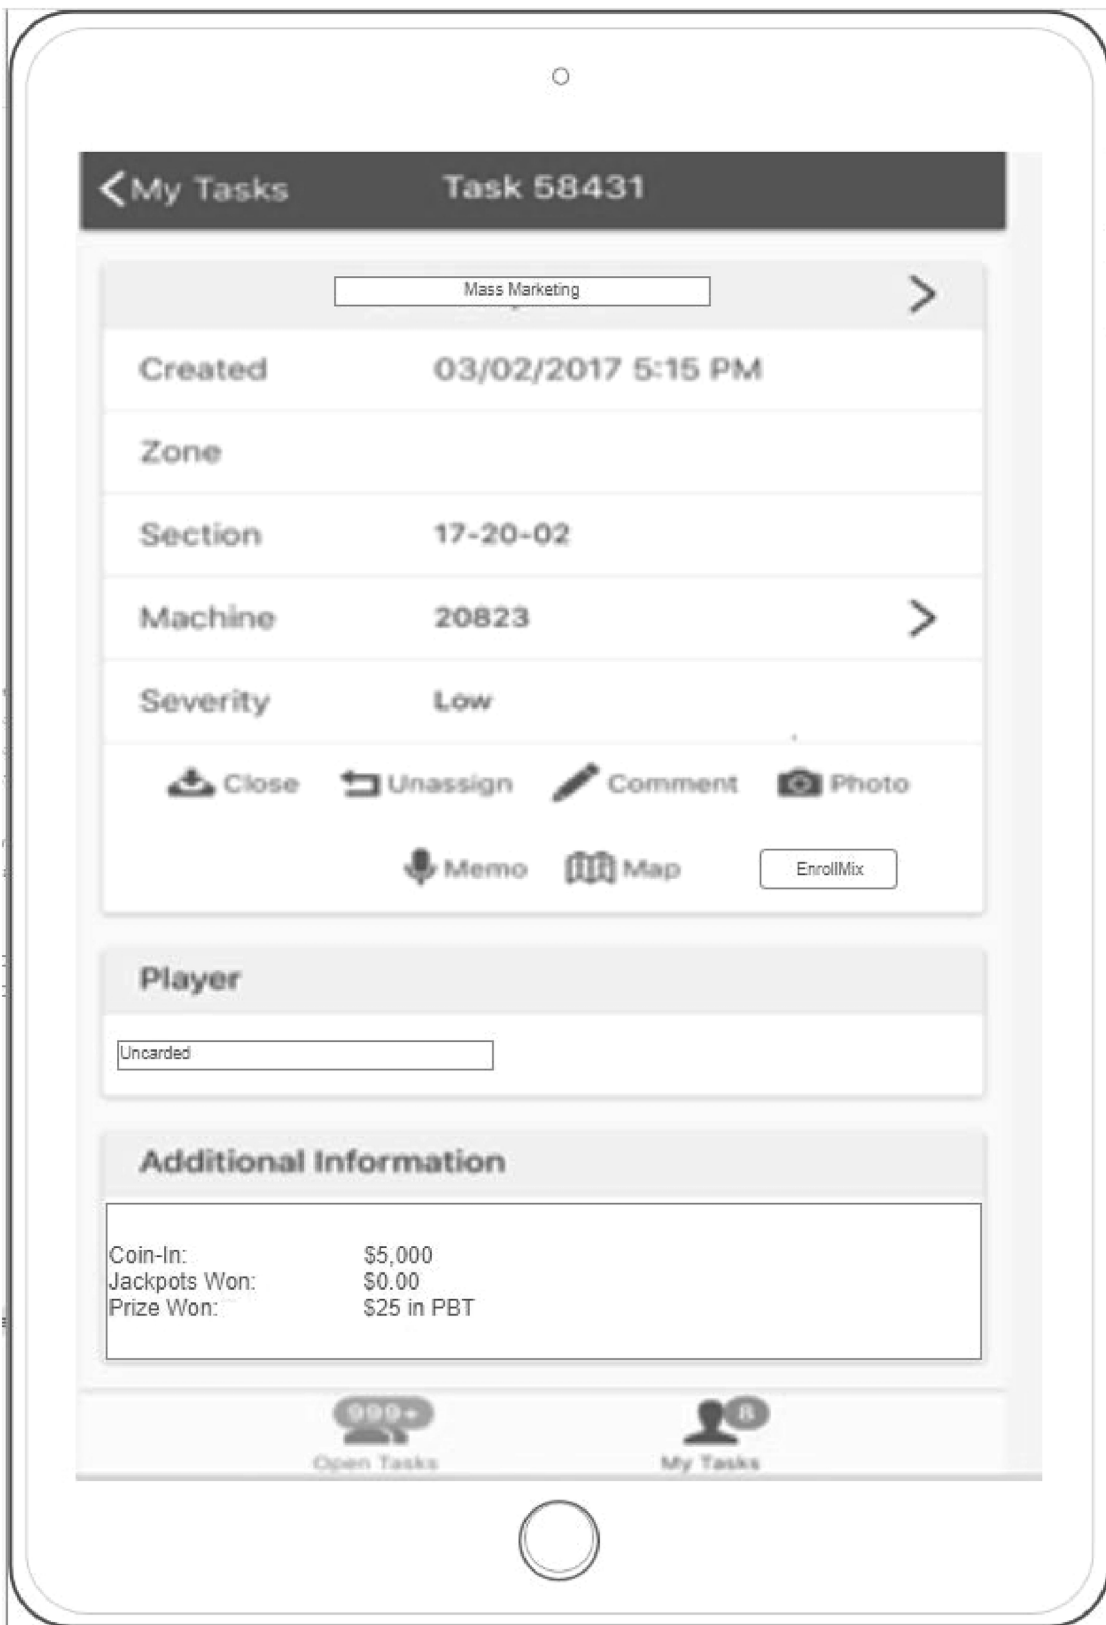 My Tasks Task 58431
Mass Marketing
Created 03/02/2017 5:15 PM
Zone
Section 17-20-02
Machine 20823
Severity Low
Close Unassign Comment Photo
Memo Map EnrollMix
Player
Uncarded
Additional Information
Coin-In: $5,000
Jackpots Won: $0.00
Prize Won: $25 in PBT
999+ 8
Open Tasks My Tasks